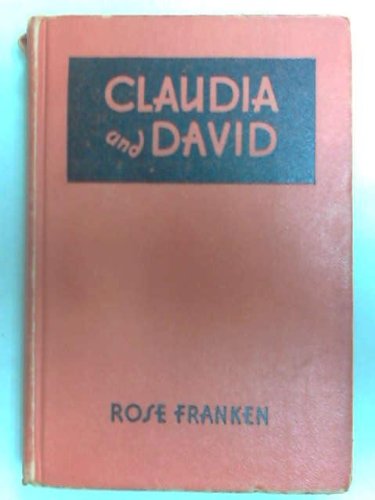 CLAUDIA
and DAVID
ROSE FRANKEN